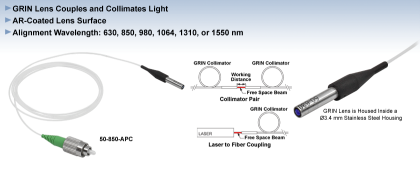 GRIN Lens Couples and Collimates Light
AR-Coated Lens Surface
Alignment Wavelength: 630, 850, 980, 1064, 1310, or 1550 nm
GRIN Collimator
GRIN Collimator
Working
Distance
Free Space Beam
Collimator Pair
GRIN Collimator
LASER
Free Space Beam
Laser to Fiber Coupling
50-850-APC
GRIN Lens is Housed Inside a
Ø3.4 mm Stainless Steel Housing